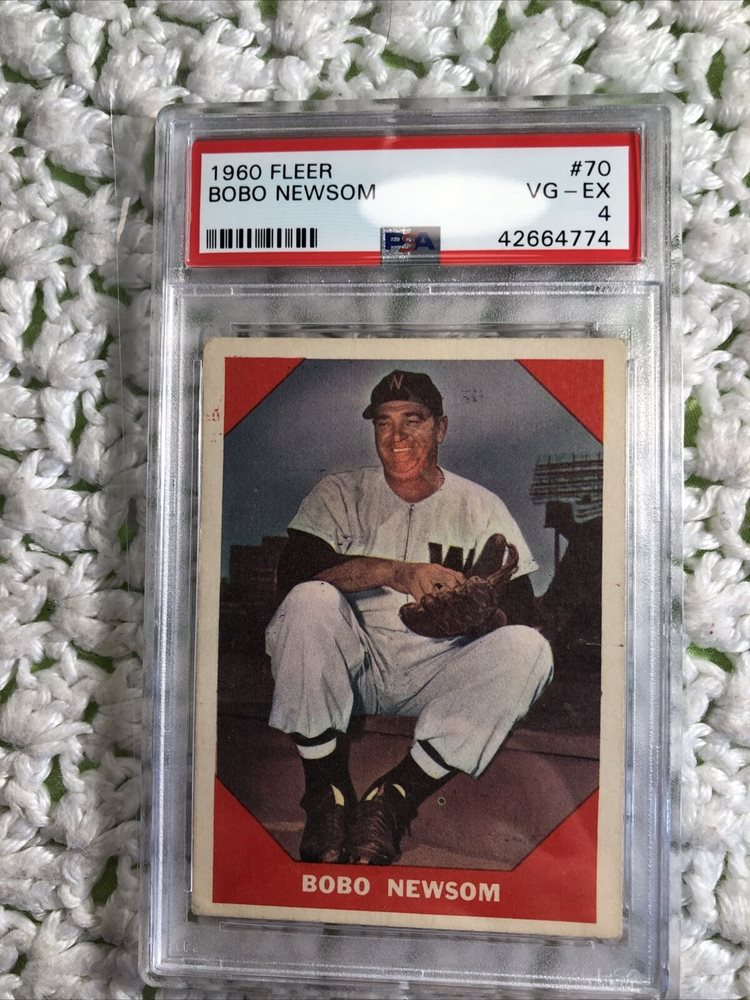 1960 FLEER
#70
BOBO NEWSOM
VG-EX
4
PSA
42664774
W
W
BOBO NEWSOM